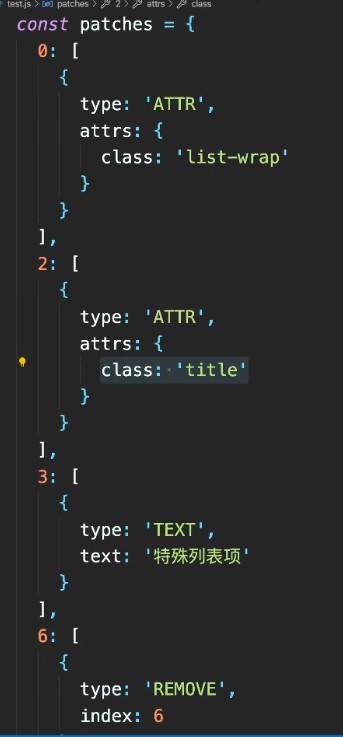 test.js > patches > 2 > attrs > class
const patches = {
0: [
{
type: 'ATTR',
attrs: {
class: 'list-wrap'
}
}
],
2: [
{
type: 'ATTR',
attrs: {
class: 'title'
}
}
],
3: [
{
type: 'TEXT',
text: '特殊列表项'
}
],
6: [
{
type: 'REMOVE',
index: 6